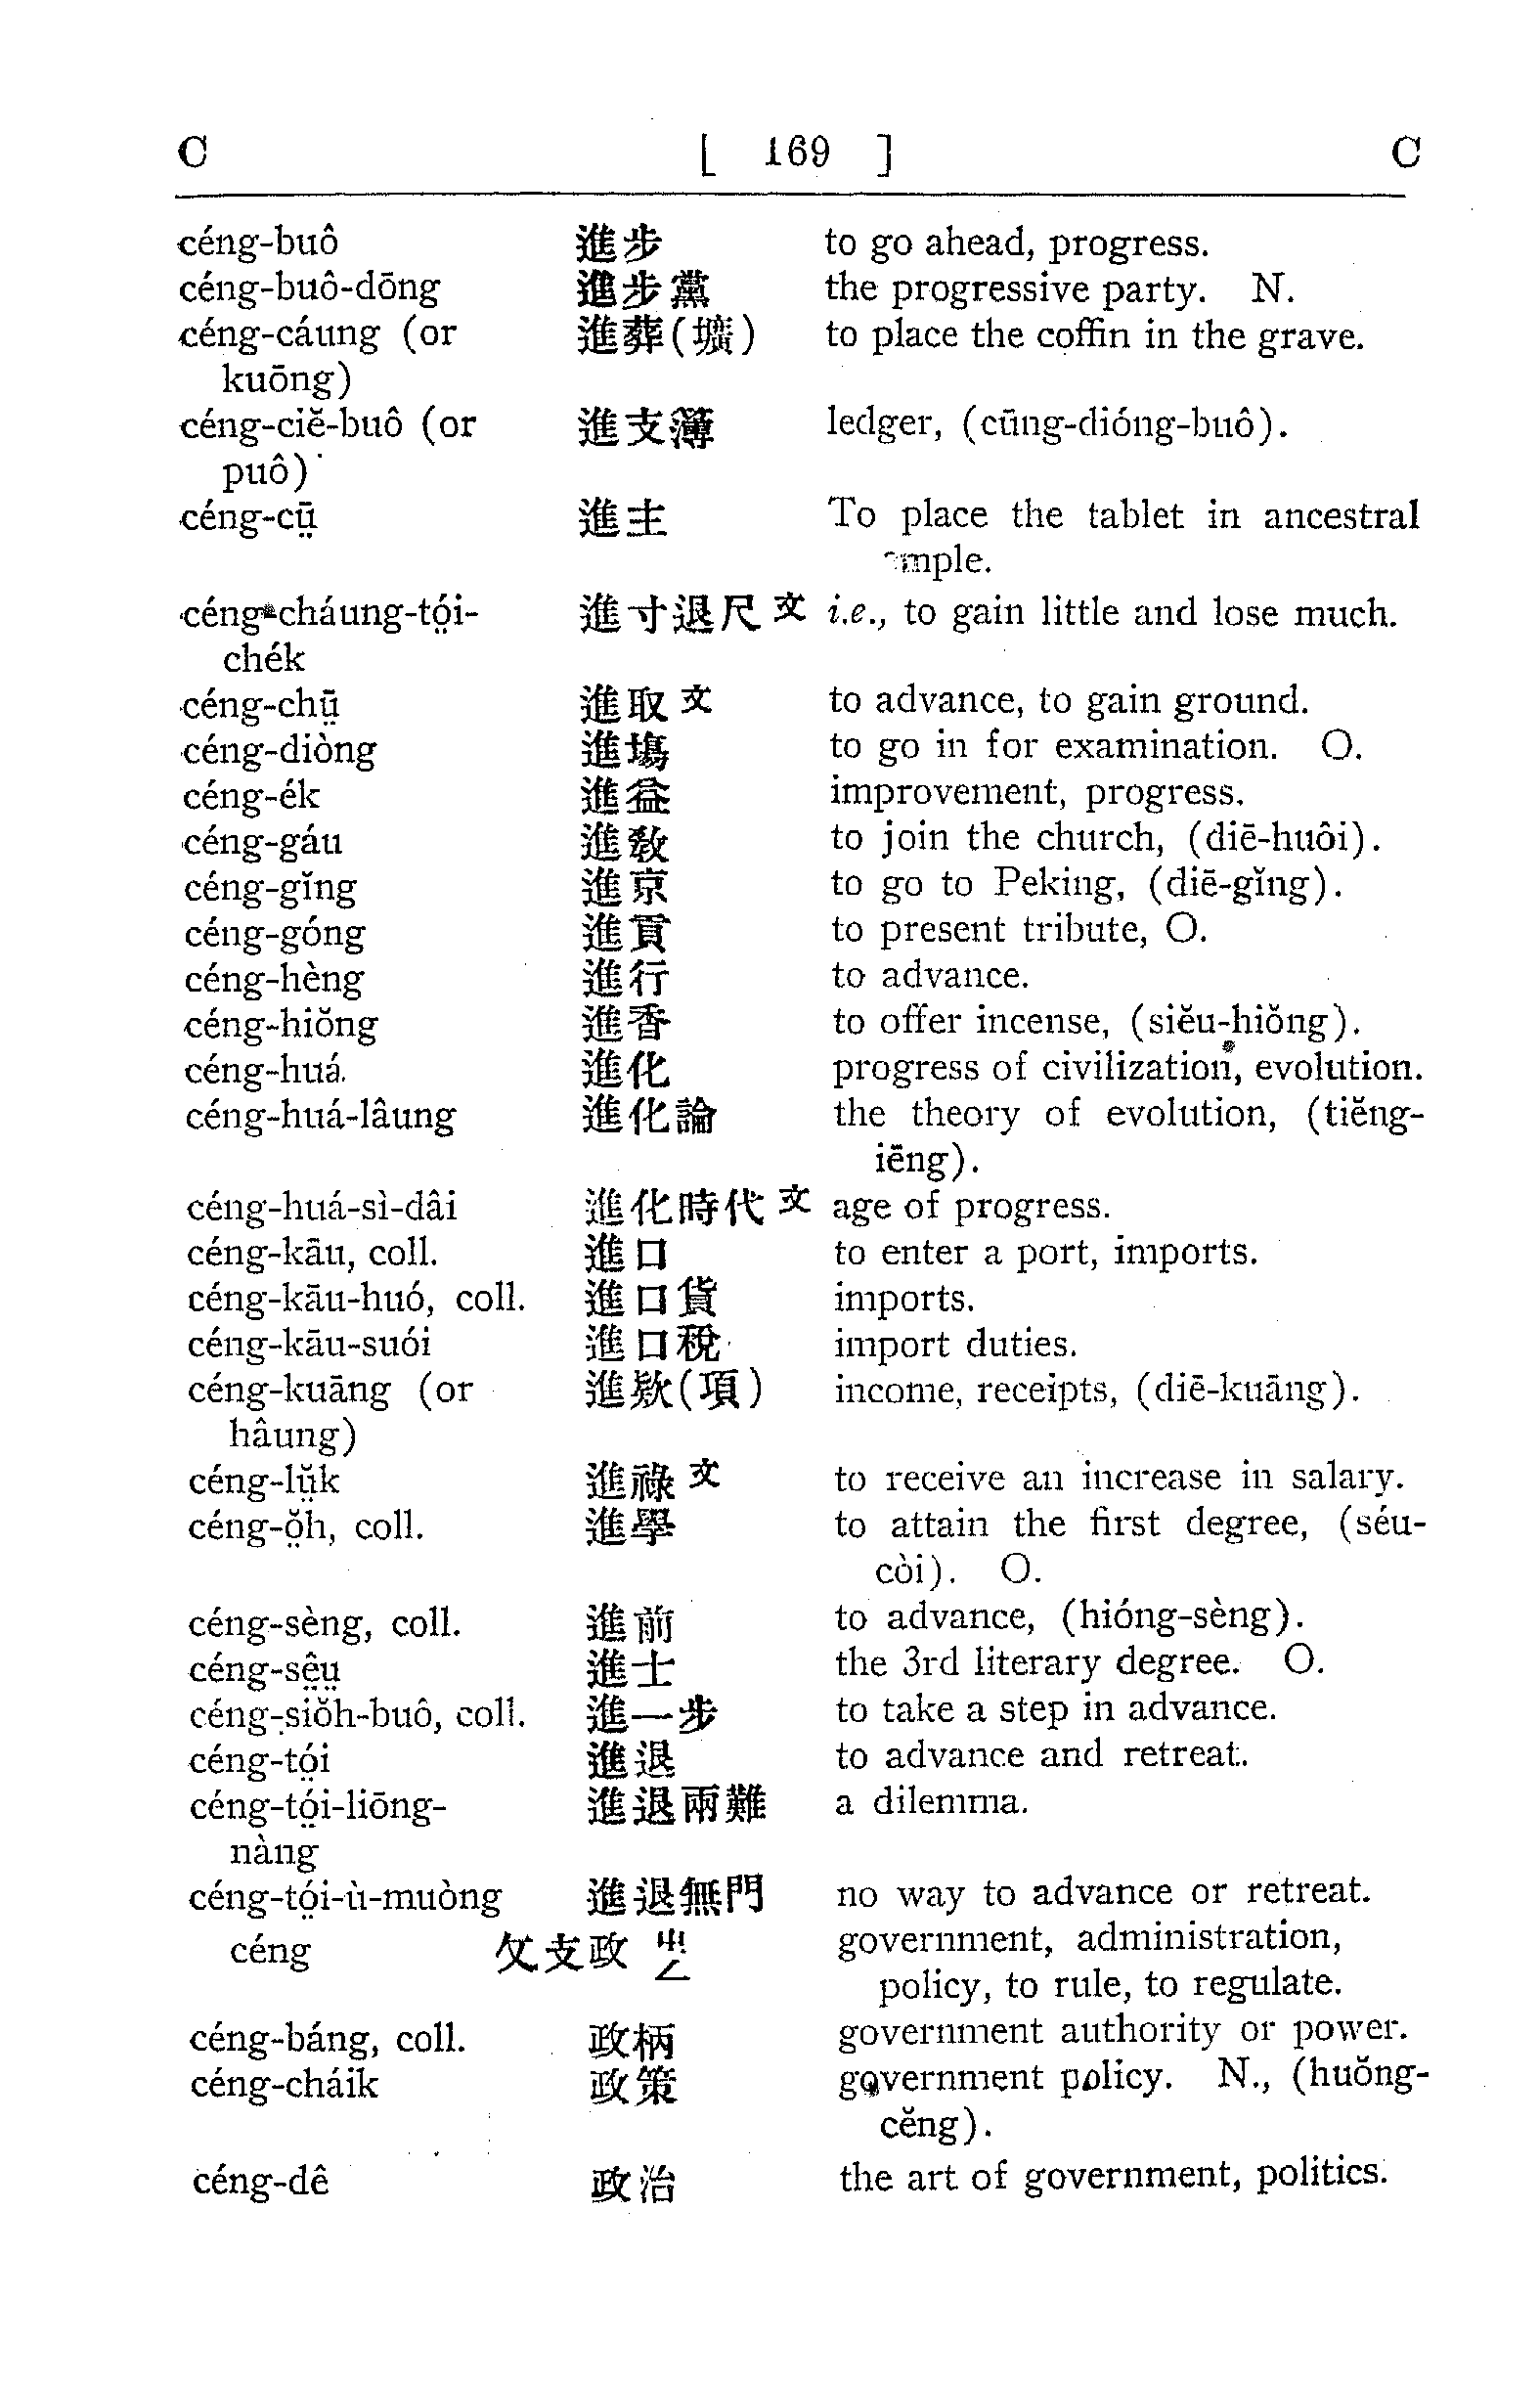 C [ 169 ] C
céng-buô 進步 to go ahead, progress.
céng-buô-dōng 進步黨 the progressive party. N.
céng-cáung (or 進葬(壙) to place the coffin in the grave.
kuōng)
céng-ciĕ-buô (or 進支簿 ledger, (cūng-dióng-buô).
puô)
céng-cṳ̄ 進主 To place the tablet in ancestral
céng-cháung-tó̤i- 進寸退尺文 i.e., to gain little and lose much.
chék
céng-chṳ̄ 進取文 to advance, to gain ground.
céng-diòng 進塲 to go in for examination. O.
céng-ék 進益 improvement, progress.
céng-gáu 進敎 to join the church, (diē-huôi).
céng-gĭng 進京 to go to Peking, (diē-gĭng).
céng-góng 進貢 to present tribute, O.
céng-hèng 進行 to advance.
céng-hiŏng 進香 to offer incense, (siĕu-hiŏng).
céng-huá 進化 progress of civilization, evolution.
céng-huá-lâung 進化論 the theory of evolution, (tiĕng-
iēng).
céng-huá-sì-dâi 進化時代文 age of progress.
céng-kāu, coll. 進口 to enter a port, imports.
céng-kāu-huó, coll. 進口貨 imports.
céng-kāu-suói 進口稅 import duties.
céng-kuāng (or 進欵(項) income, receipts, (diē-kuāng).
hâung)
céng-lṳ̆k 進祿文 to receive an increase in salary.
céng-ŏ̤h, coll. 進學 to attain the first degree, (séu-
còi). O.
céng-sèng, coll. 進前 to advance, (hióng-sèng).
céng-sê̤ṳ 進士 the 3rd literary degree. O.
céng-siŏh-buô, coll. 進一步 to take a step in advance.
céng-tó̤i 進退 to advance and retreat.
céng-tó̤i-liōng- 進退兩難 a dilemma.
nàng
céng-tó̤i-ù-muòng 進退無門 no way to advance or retreat.
céng 攵支政 ㄓㄥ government, administration,
policy, to rule, to regulate.
céng-báng, coll. 政柄 government authority or power.
céng-cháik 政策 government policy. N., (huŏng-
cĕng).
céng-dê 政治 the art of government, politics.